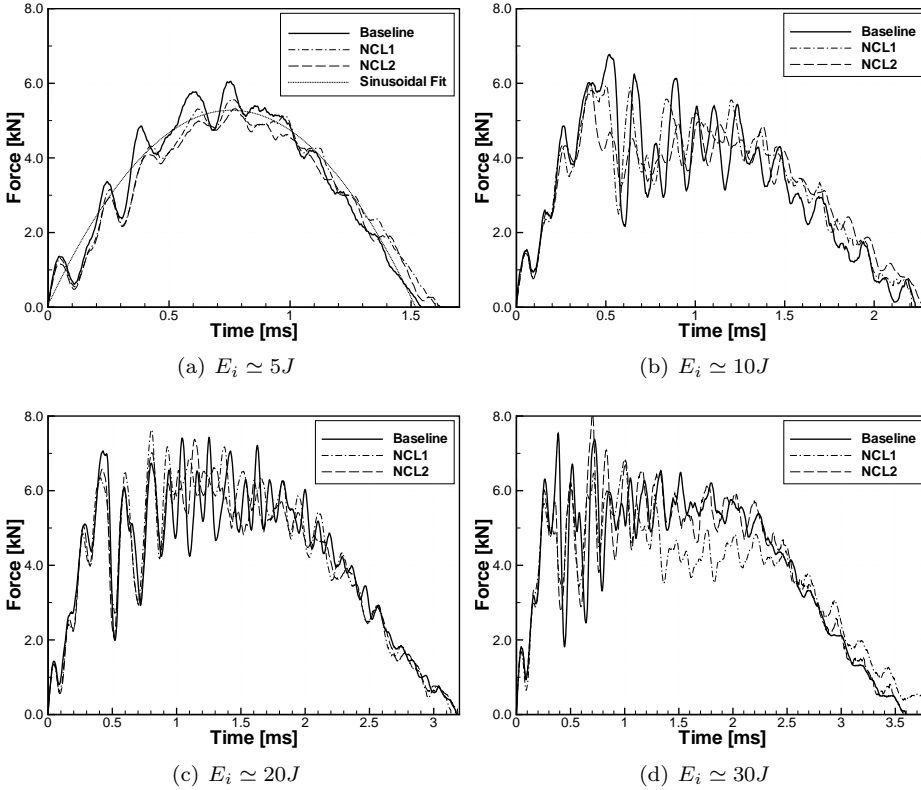 8.0
6.0
4.0
2.0
0.0
Force [kN]
0
0.5
1
1.5
Time [ms]
Baseline
NCL1
NCL2
Sinusoidal Fit
(a) E_i ≃ 5J
8.0
6.0
4.0
2.0
0.0
Force [kN]
0
0.5
1
1.5
2
Time [ms]
Baseline
NCL1
NCL2
(b) E_i ≃ 10J
8.0
6.0
4.0
2.0
0.0
Force [kN]
0
0.5
1
1.5
2
2.5
3
Time [ms]
Baseline
NCL1
NCL2
(c) E_i ≃ 20J
8.0
6.0
4.0
2.0
0.0
Force [kN]
0
0.5
1
1.5
2
2.5
3
3.5
Time [ms]
Baseline
NCL1
NCL2
(d) E_i ≃ 30J